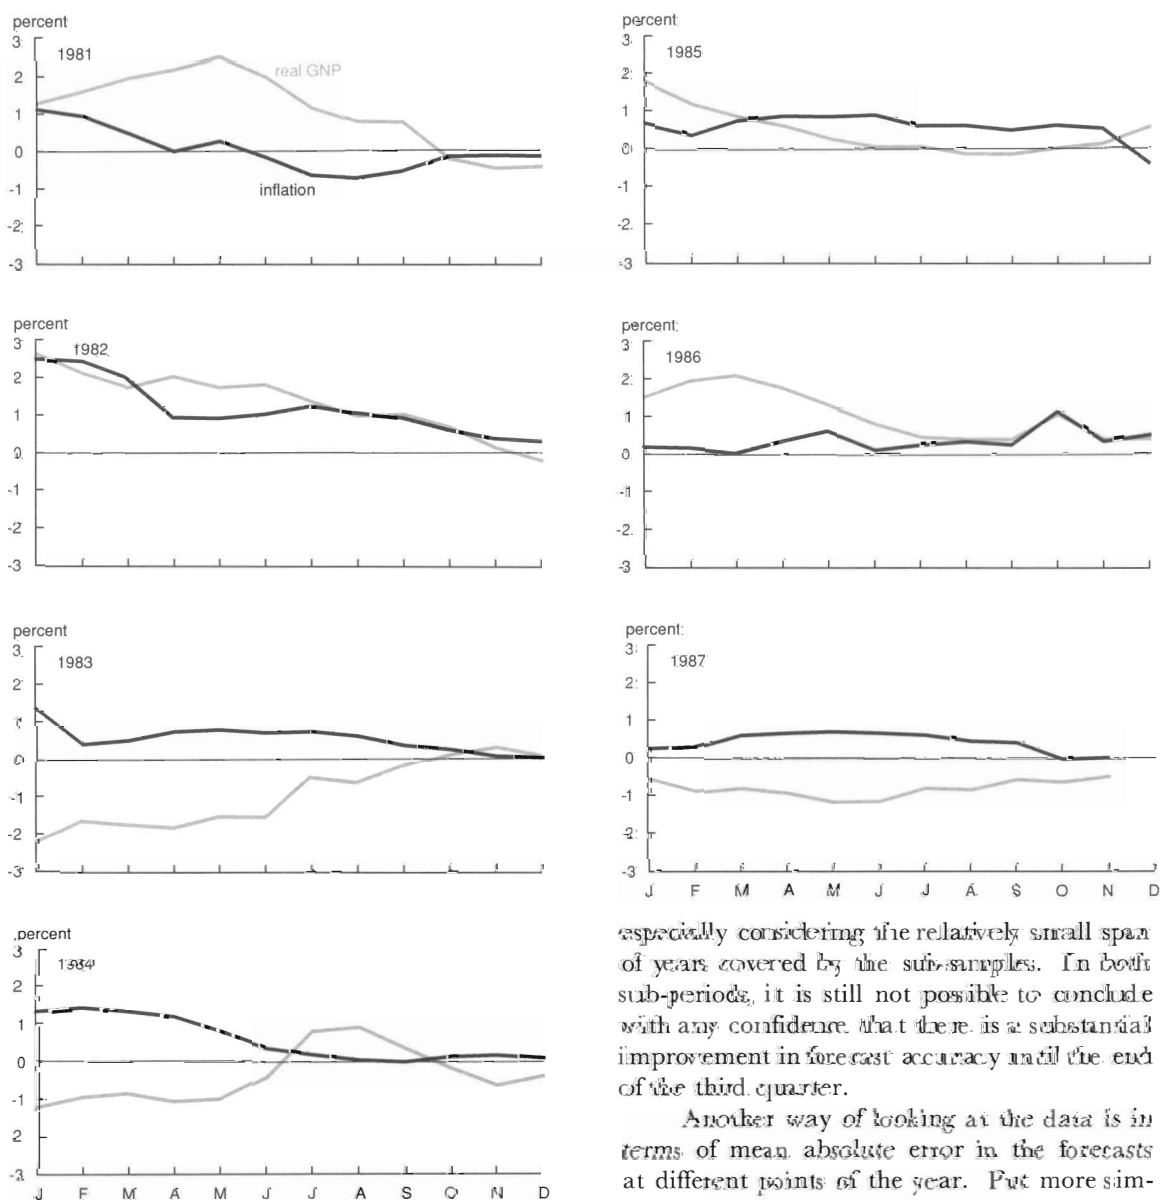 percent
3
1981
2
real GNP
1
0
-1
inflation
-2
-3
percent
3
1982
2
1
0
-1
-2
-3
percent
3
1983
2
1
0
-1
-2
-3
percent
3
1984
2
1
0
-1
2
-3
J F M A M J J A S O N D
percent
3
1985
2
1
0
-1
-2
-3
percent
3
1986
2
1
0
-1
-2
-3
percent
3
1987
2
1
0
-1
-2
-3
J F M A M J J A S O N D
especially considering the relatively small span
of years covered by the sub-samples. In both
sub-periods, it is still not possible to conclude
with any confidence that there is a substantial
improvement in forecast accuracy until the end
of the third quarter.
Another way of looking at the data is in
terms of mean absolute error in the forecasts
at different points of the year. Put more sim-